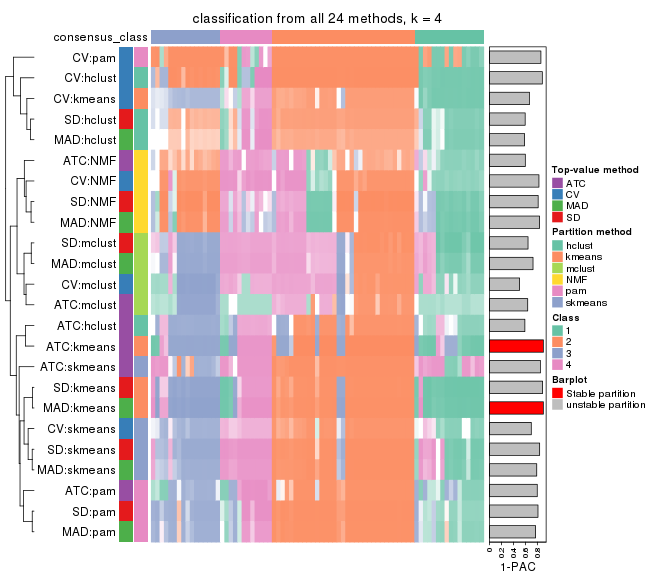 classification from all 24 methods, k = 4
consensus_class
CV:pam
CV:hclust
CV:kmeans
SD:hclust
MAD:hclust
ATC:NMF
CV:NMF
SD:NMF
MAD:NMF
SD:mclust
MAD:mclust
CV:mclust
ATC:mclust
ATC:hclust
ATC:kmeans
ATC:skmeans
SD:kmeans
MAD:kmeans
CV:skmeans
SD:skmeans
MAD:skmeans
ATC:pam
SD:pam
MAD:pam
0 0.2 0.4 0.6 0.8
1-PAC
Top-value method
ATC
CV
MAD
SD
Partition method
hclust
kmeans
mclust
NMF
pam
skmeans
Class
1
2
3
4
Barplot
Stable partition
unstable partition